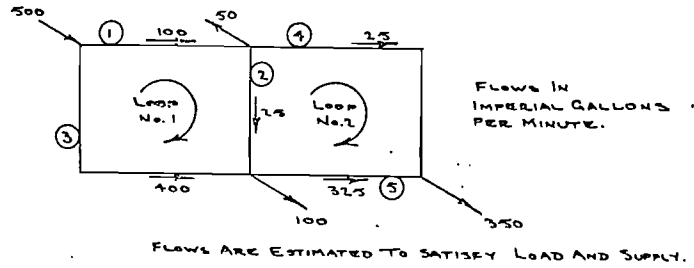 500
50
1
100
4
25
2
Loop
No.1
25
Loop
No.2
3
400
325
5
100
350
FLOWS IN
IMPERIAL GALLONS
PER MINUTE.
FLOWS ARE ESTIMATED TO SATISFY LOAD AND SUPPLY.